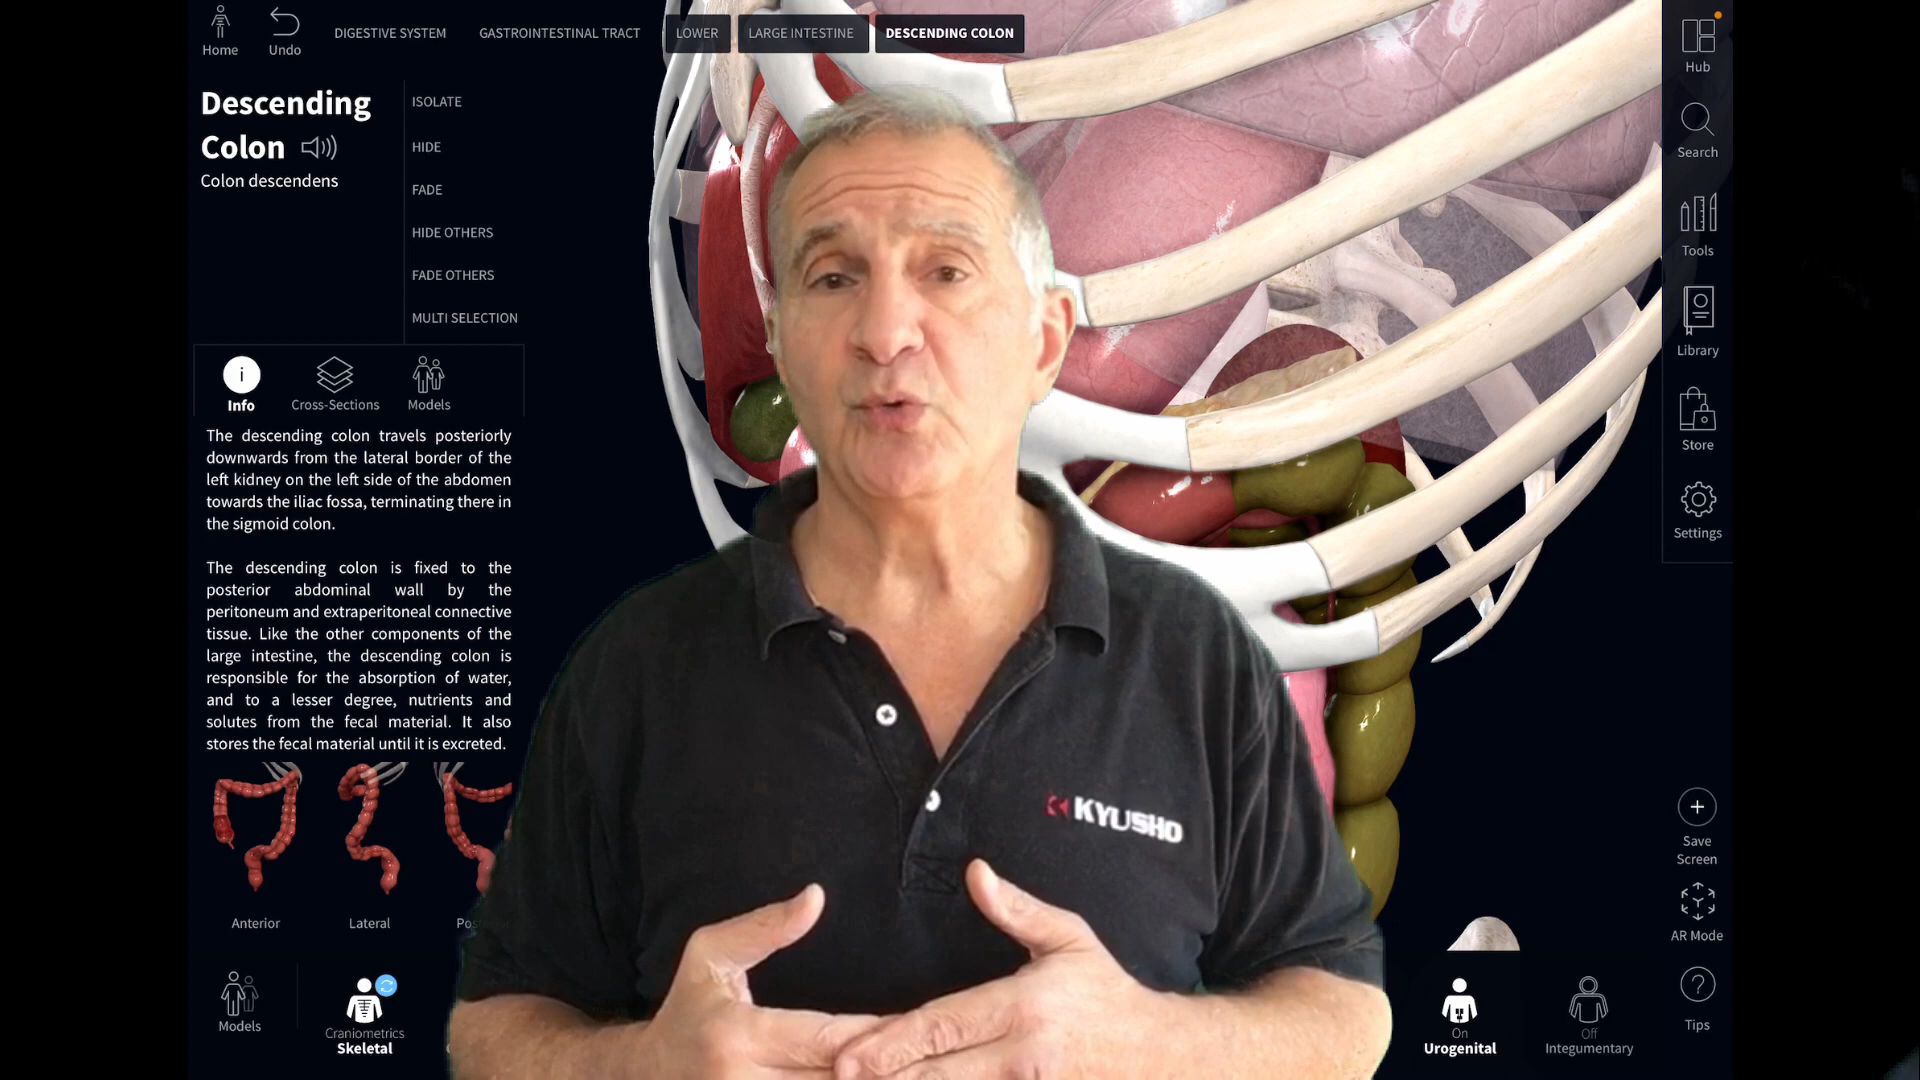 Home
Undo
DIGESTIVE SYSTEM
GASTROINTESTINAL TRACT
LOWER
LARGE INTESTINE
DESCENDING COLON
Descending
Colon
Colon descendens
ISOLATE
HIDE
FADE
HIDE OTHERS
FADE OTHERS
MULTI SELECTION
Info
Cross-Sections
Models
The descending colon travels posteriorly
downwards from the lateral border of the
left kidney on the left side of the abdomen
towards the iliac fossa, terminating there in
the sigmoid colon.
The descending colon is fixed to the
posterior abdominal wall by the
peritoneum and extraperitoneal connective
tissue. Like the other components of the
large intestine, the descending colon is
responsible for the absorption of water,
and to a lesser degree, nutrients and
solutes from the fecal material. It also
stores the fecal material until it is excreted.
Anterior
Lateral
Models
Craniometrics
Skeletal
KYUSHO
On
Urogenital
Off
Integumentary
Hub
Search
Tools
Library
Store
Settings
Save
Screen
AR Mode
Tips